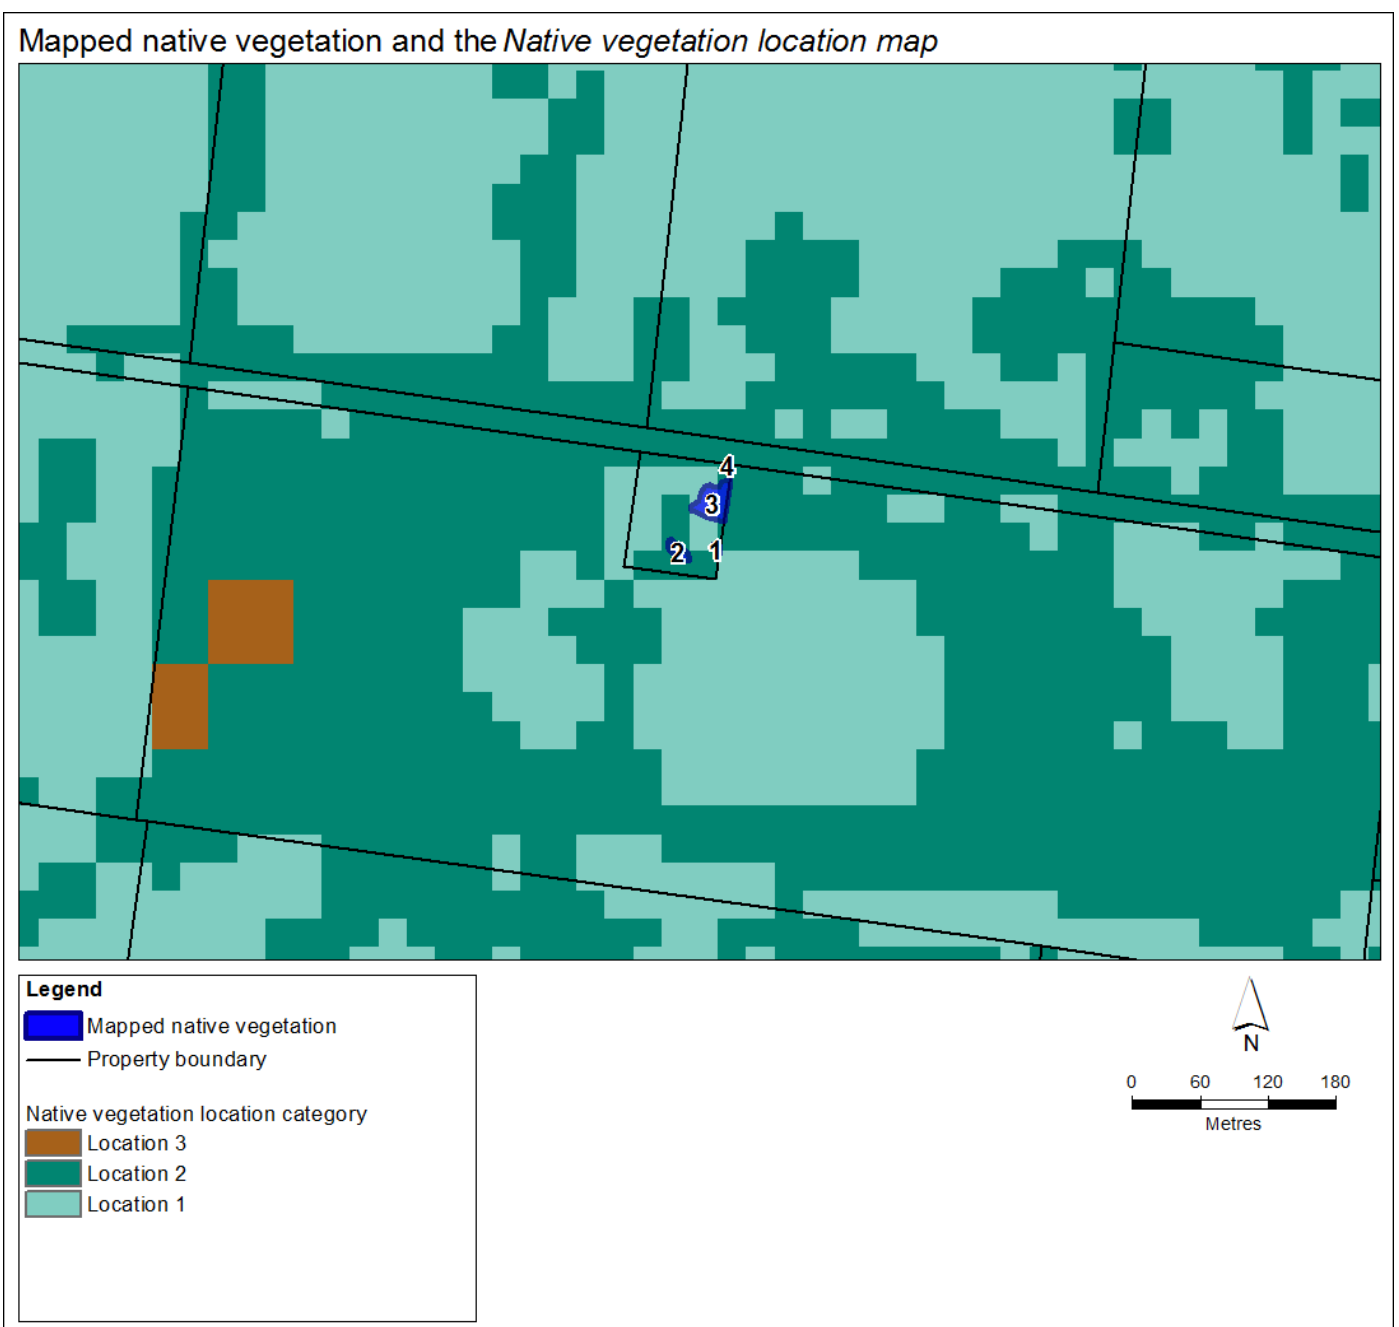 Mapped native vegetation and the Native vegetation location map
4
3
2
1
Legend
Mapped native vegetation
Property boundary
Native vegetation location category
Location 3
Location 2
Location 1
N
0 60 120 180
Metres